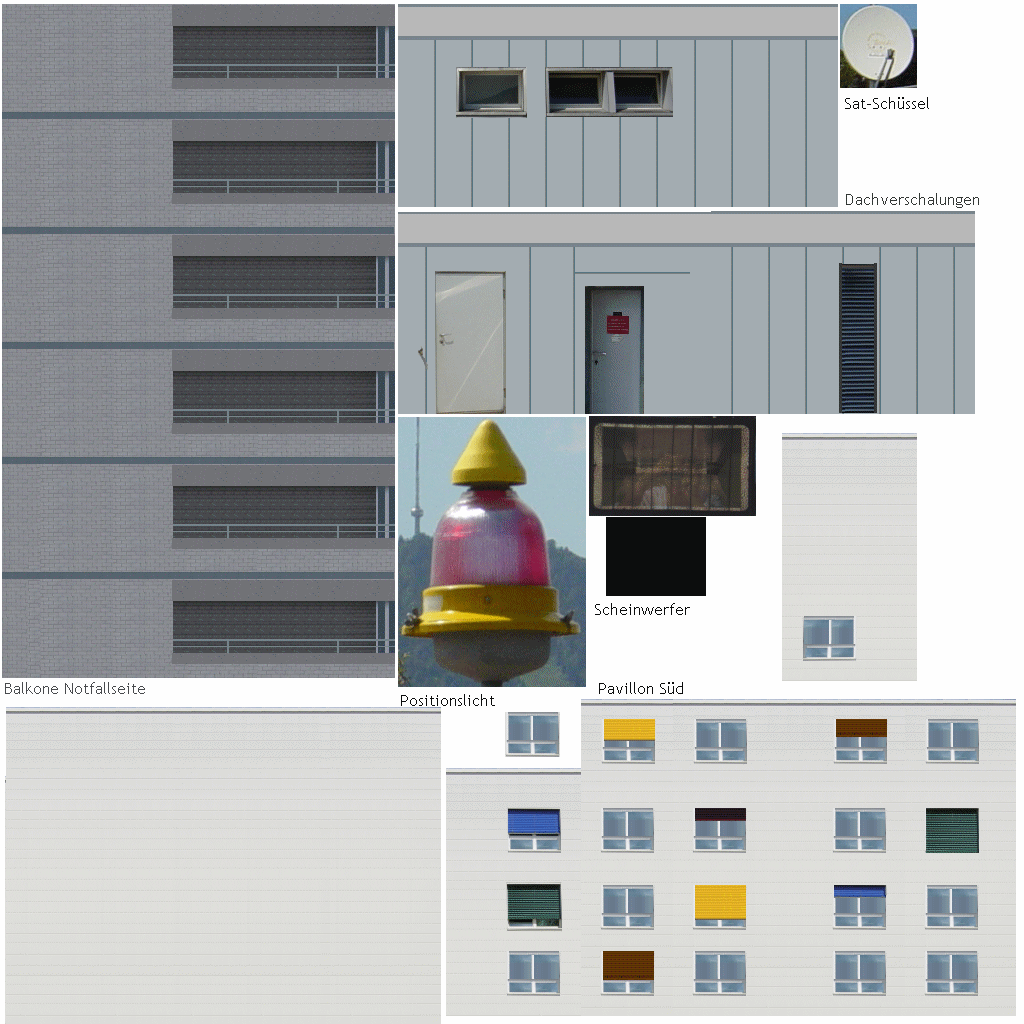 Sat-Schüssel
Dachverschalungen
Scheinwerfer
Balkone Notfallseite
Positionslicht
Pavillon Süd